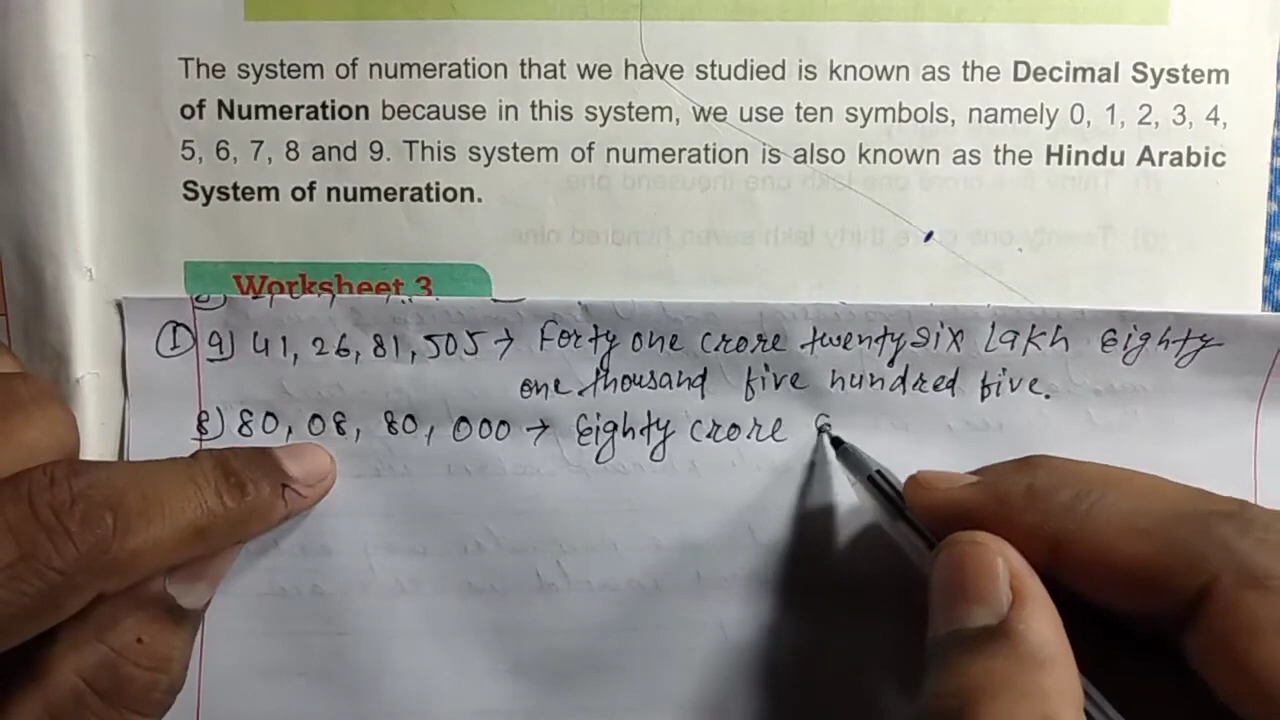 The system of numeration that we have studied is known as the Decimal System
of Numeration because in this system, we use ten symbols, namely 0, 1, 2, 3, 4,
5, 6, 7, 8 and 9. This system of numeration is also known as the Hindu Arabic
System of numeration.
Worksheet 3
① 9) 41, 26, 81, 505 → Forty one crore twenty six Lakh Eighty
one thousand five hundred five.
8) 80, 08, 80, 000 → Eighty crore